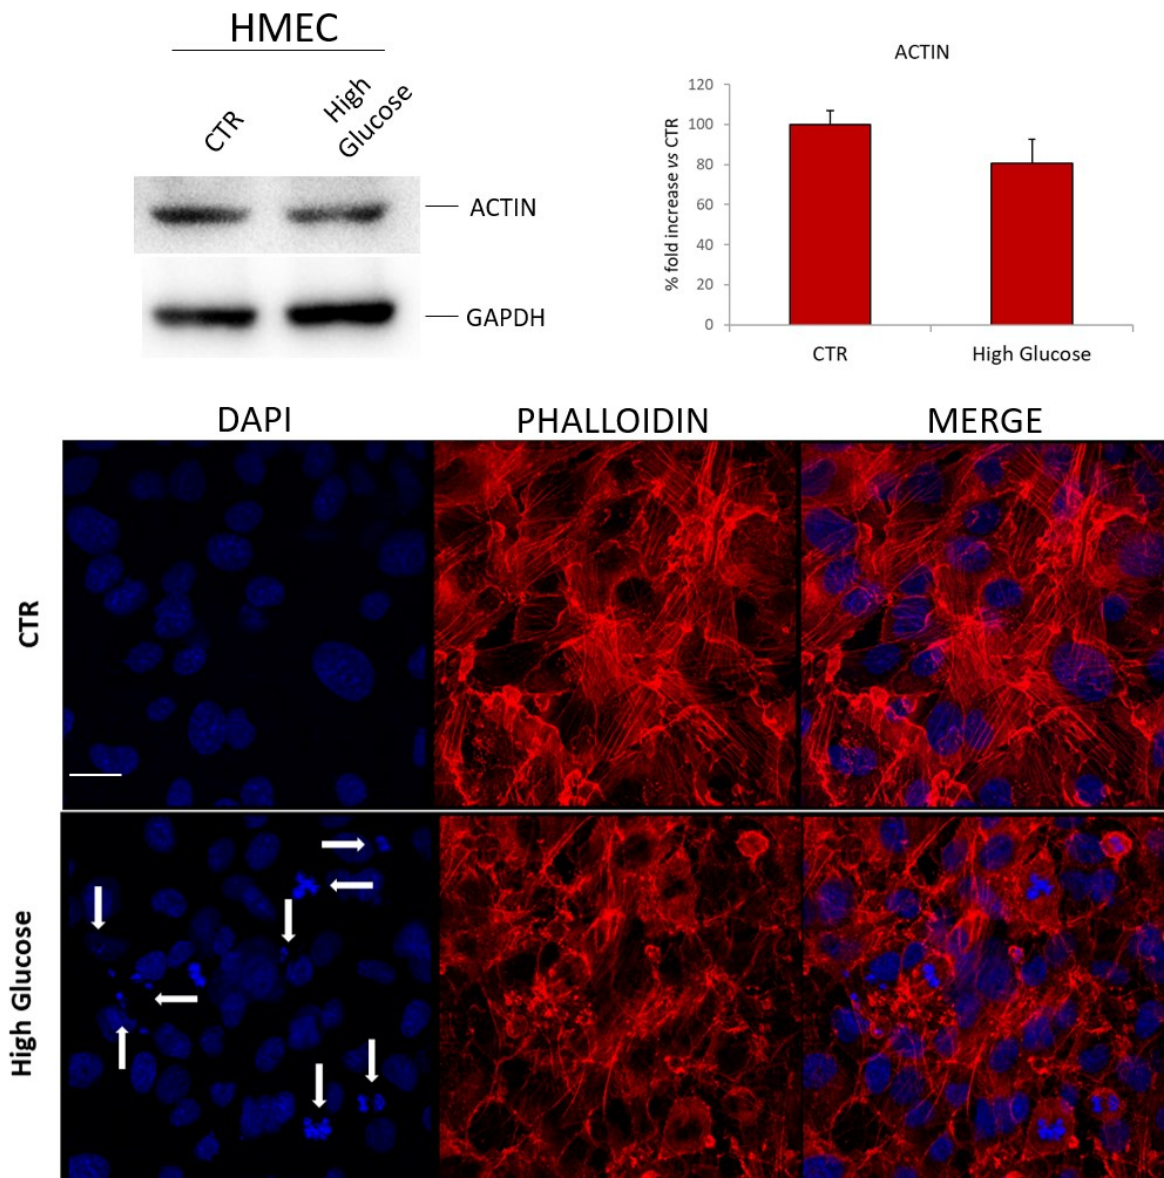 HMEC
CTR
High
Glucose
ACTIN
GAPDH
ACTIN
% fold increase vs CTR
120
100
80
60
40
20
0
CTR
High Glucose
DAPI
PHALLOIDIN
MERGE
CTR
High Glucose